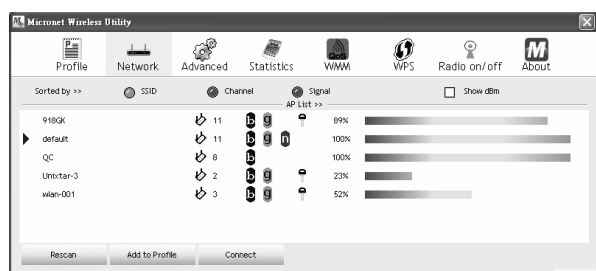 Micronet Wireless Utility
Profile Network Advanced Statistics QoS WMM WPS Radio on/off About
Sorted by >> SSID Channel Signal Show dBm
AP List >>
918GK 11 b g 89%
default 11 b g n 100%
QC 8 b 100%
Unixtar-3 2 b g 23%
wlan-001 3 b g 52%
Rescan Add to Profile Connect